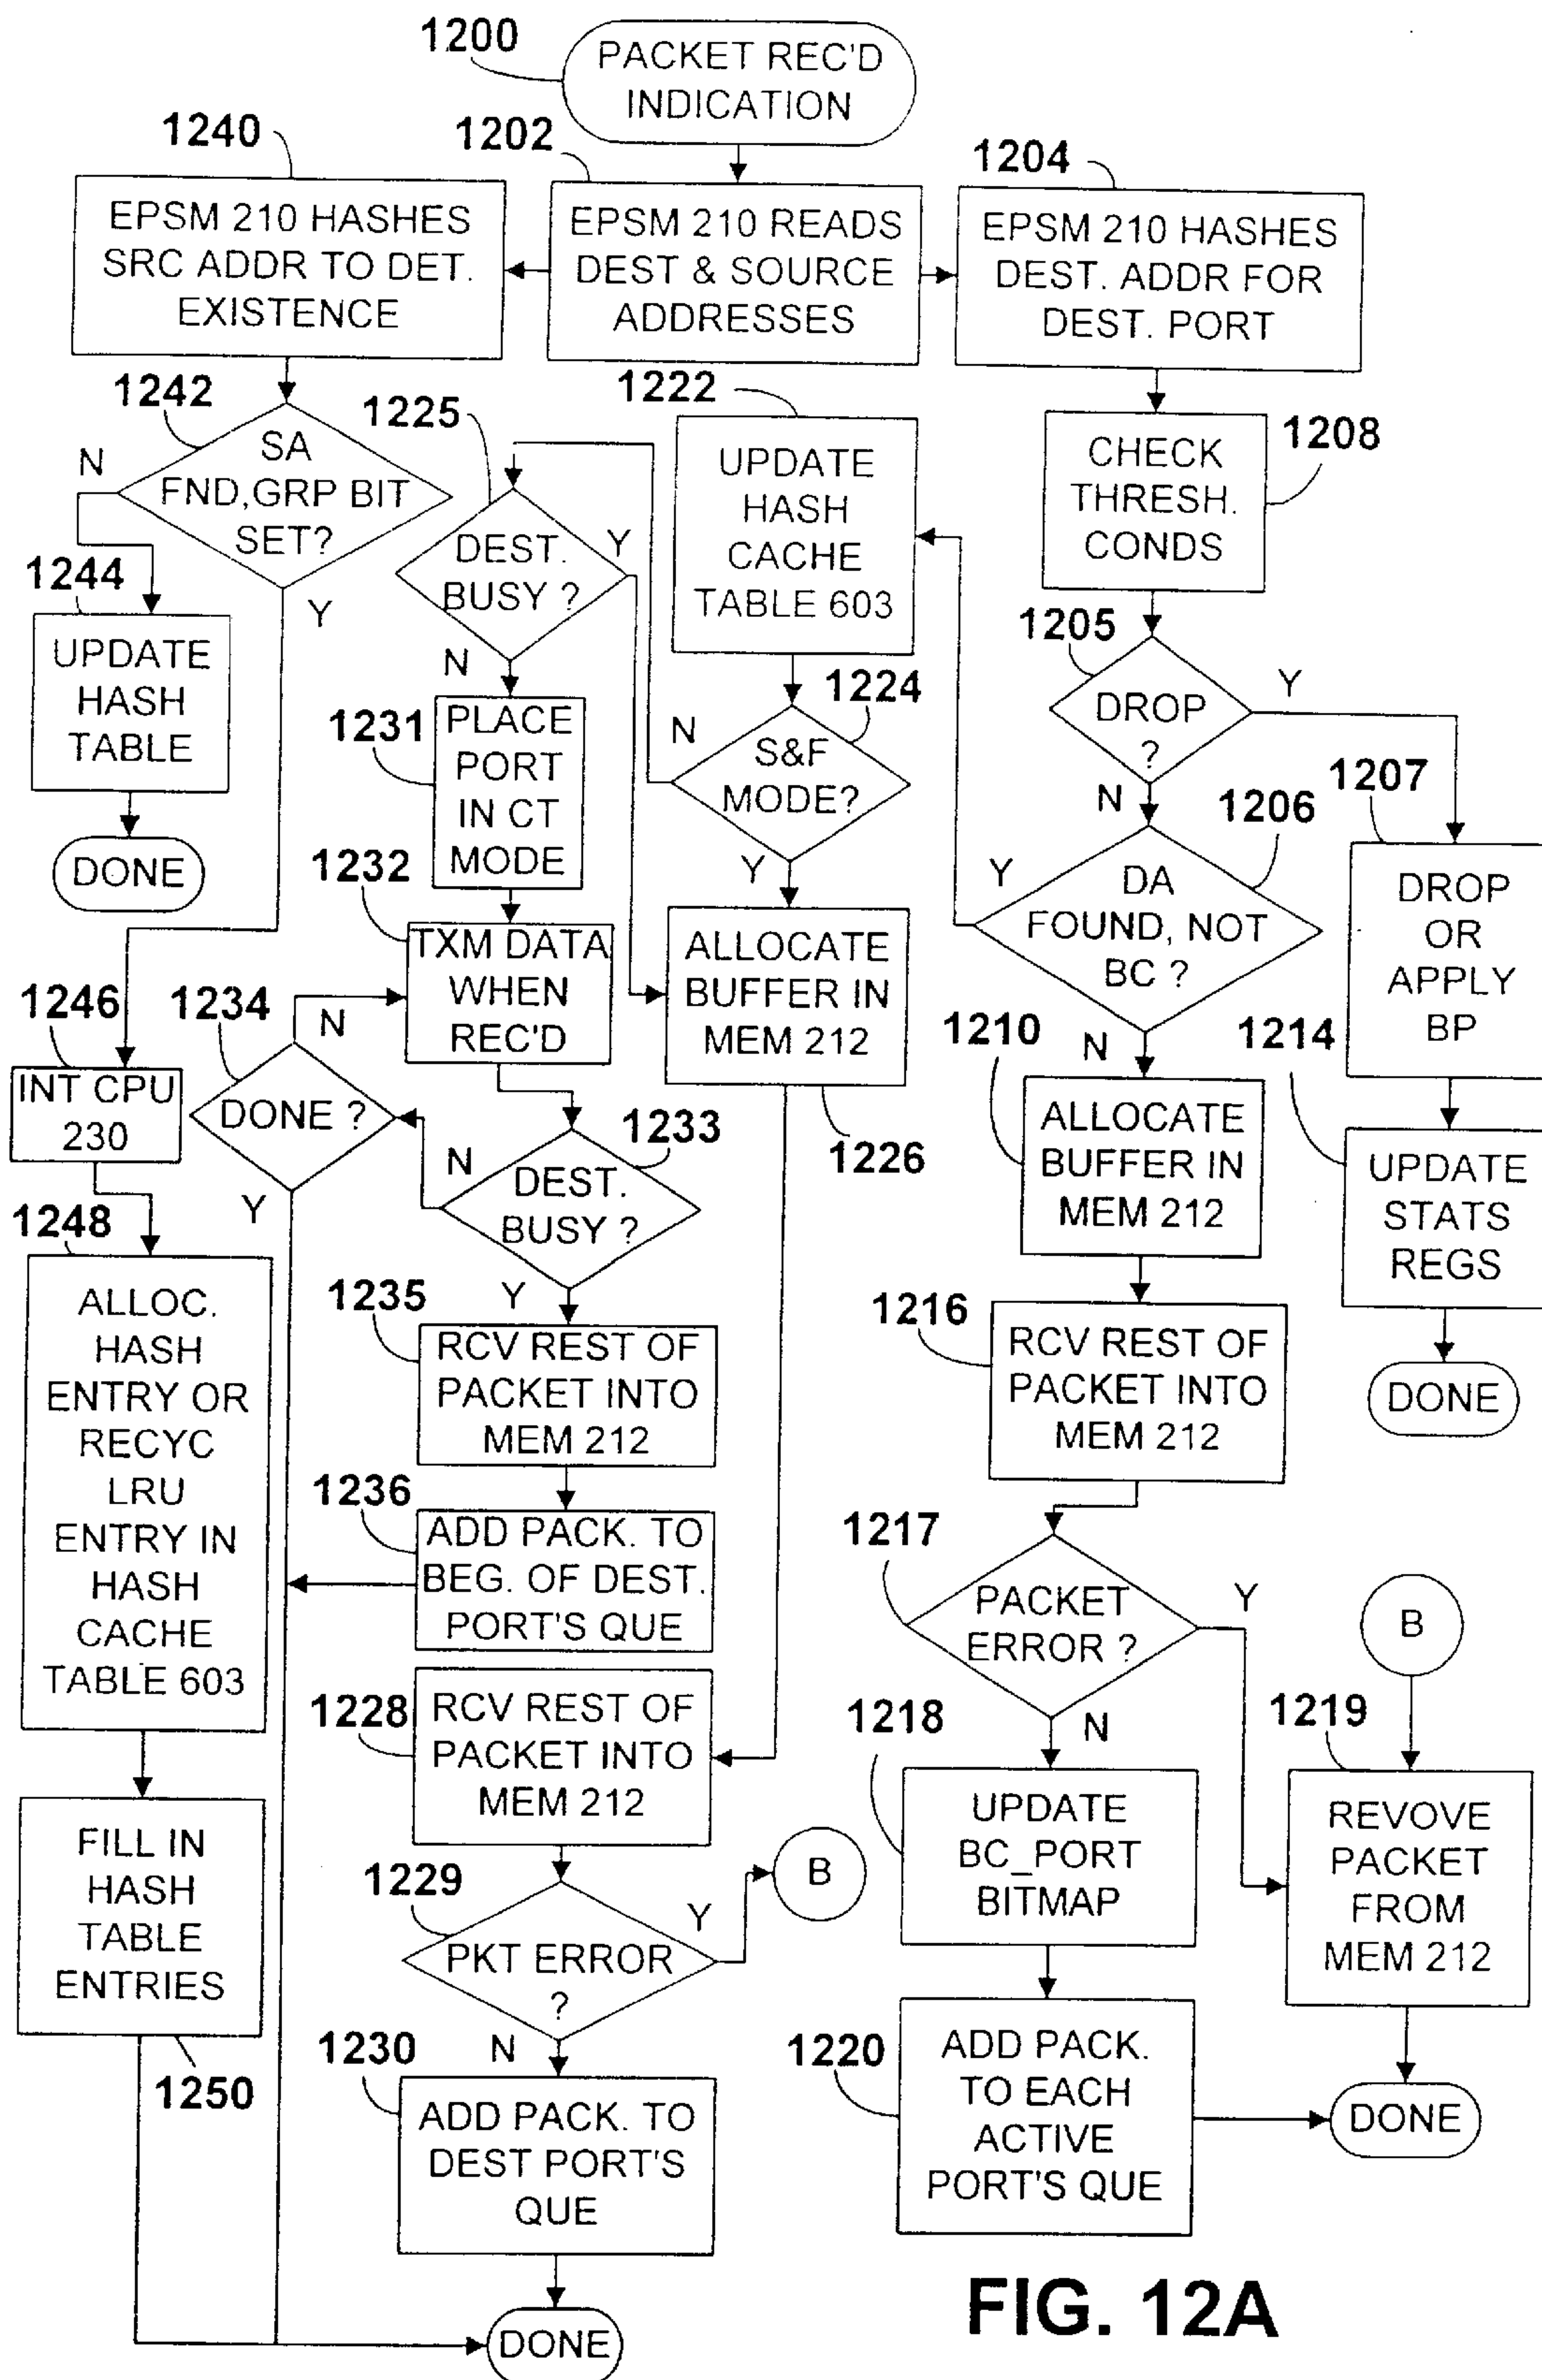 1200
PACKET REC'D
INDICATION
1240
1202
1204
EPSM 210 HASHES
SRC ADDR TO DET.
EXISTENCE
EPSM 210 READS
DEST & SOURCE
ADDRESSES
EPSM 210 HASHES
DEST. ADDR FOR
DEST. PORT
1242
SA
FND,GRP BIT
SET?
N
Y
1244
UPDATE
HASH
TABLE
DONE
1225
DEST.
BUSY ?
Y
N
1222
UPDATE
HASH
CACHE
TABLE 603
1208
CHECK
THRESH.
CONDS
1205
DROP
?
Y
N
1224
S&F
MODE?
N
Y
1231
PLACE
PORT
IN CT
MODE
1207
DROP
OR
APPLY
BP
1206
DA
FOUND, NOT
BC ?
Y
N
1232
TXM DATA
WHEN
REC'D
ALLOCATE
BUFFER IN
MEM 212
1226
1246
INT CPU
230
1234
DONE ?
N
Y
1233
DEST.
BUSY ?
N
Y
1210
ALLOCATE
BUFFER IN
MEM 212
1214
UPDATE
STATS
REGS
DONE
1248
ALLOC.
HASH
ENTRY OR
RECYC
LRU
ENTRY IN
HASH
CACHE
TABLE 603
1235
RCV REST OF
PACKET INTO
MEM 212
1216
RCV REST OF
PACKET INTO
MEM 212
1236
ADD PACK. TO
BEG. OF DEST.
PORT'S QUE
1217
PACKET
ERROR ?
Y
N
B
1228
RCV REST OF
PACKET INTO
MEM 212
1218
UPDATE
BC_PORT
BITMAP
1219
REVOVE
PACKET
FROM
MEM 212
FILL IN
HASH
TABLE
ENTRIES
1250
1229
PKT ERROR
?
Y
N
B
1230
ADD PACK. TO
DEST PORT'S
QUE
1220
ADD PACK.
TO EACH
ACTIVE
PORT'S QUE
DONE
DONE
FIG. 12A